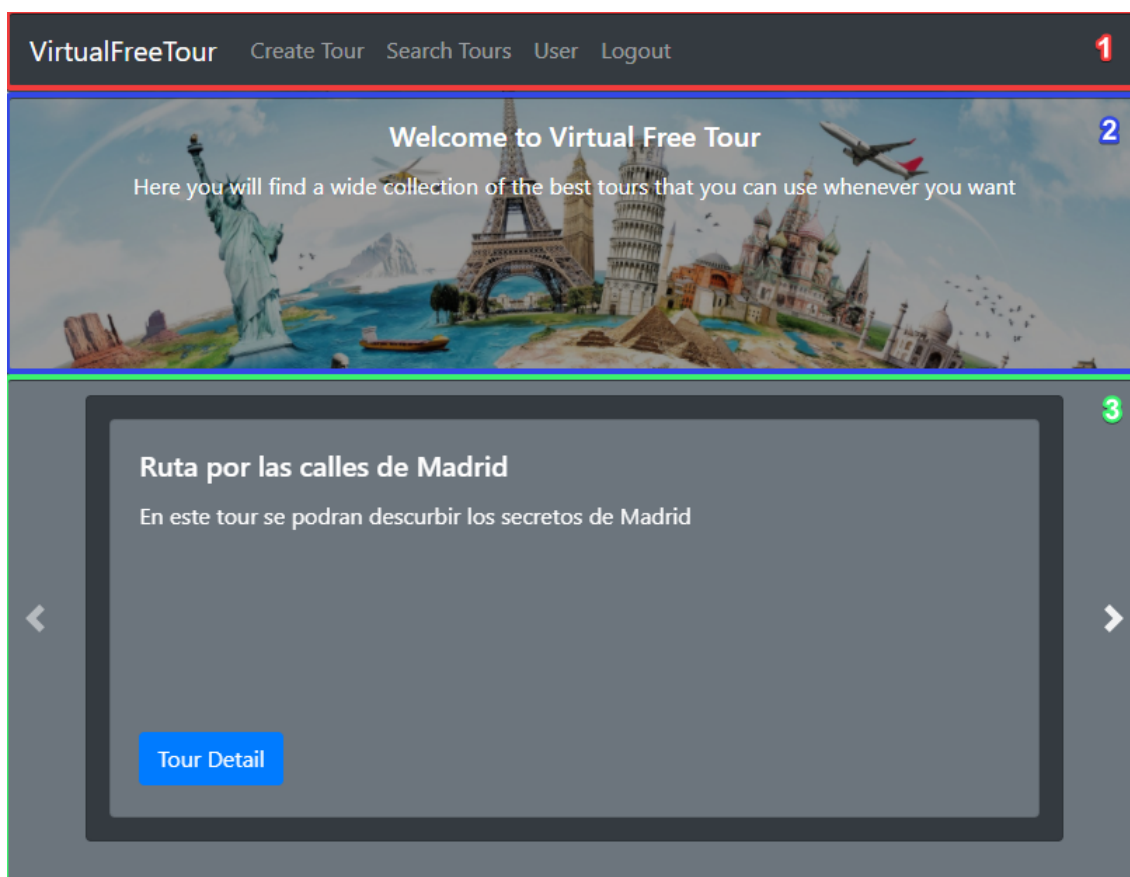 VirtualFreeTour Create Tour Search Tours User Logout 1
Welcome to Virtual Free Tour 2
Here you will find a wide collection of the best tours that you can use whenever you want
3
Ruta por las calles de Madrid
En este tour se podran descurbir los secretos de Madrid
Tour Detail